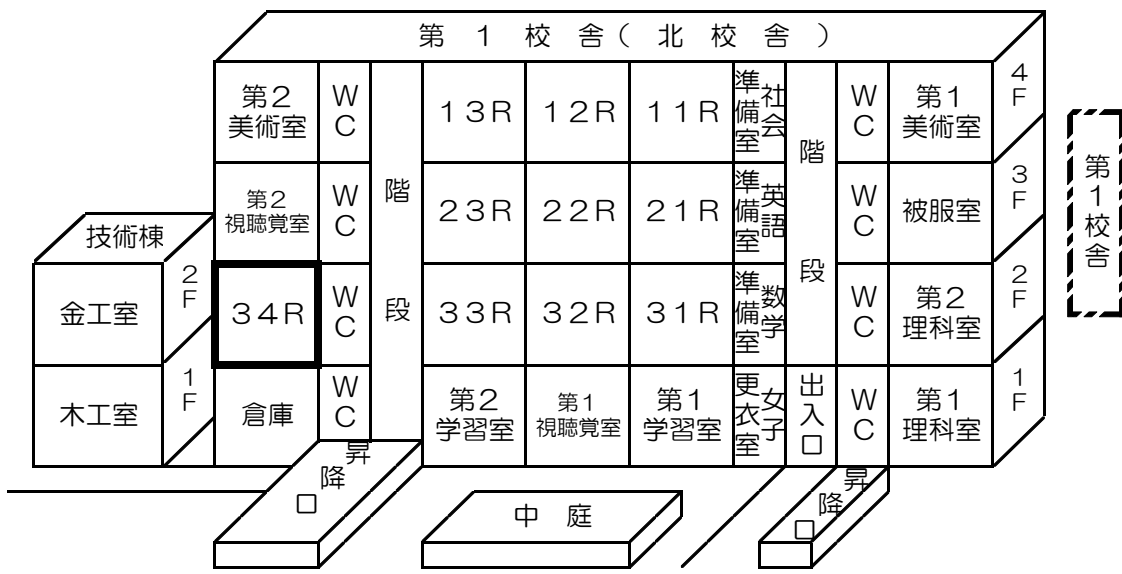 第１校舎（北校舎）
第２
美術室
ＷＣ
階段
１３Ｒ
１２Ｒ
１１Ｒ
社会
準備室
階段
ＷＣ
第１
美術室
４Ｆ
第２
視聴覚室
ＷＣ
２３Ｒ
２２Ｒ
２１Ｒ
英語
準備室
ＷＣ
被服室
３Ｆ
第１校舎
技術棟
金工室
２Ｆ
３４Ｒ
ＷＣ
３３Ｒ
３２Ｒ
３１Ｒ
数学
準備室
ＷＣ
第２
理科室
２Ｆ
木工室
１Ｆ
倉庫
ＷＣ
第２
学習室
第１
視聴覚室
第１
学習室
女子
更衣室
出入口
ＷＣ
第１
理科室
１Ｆ
昇降口
中庭
昇降口